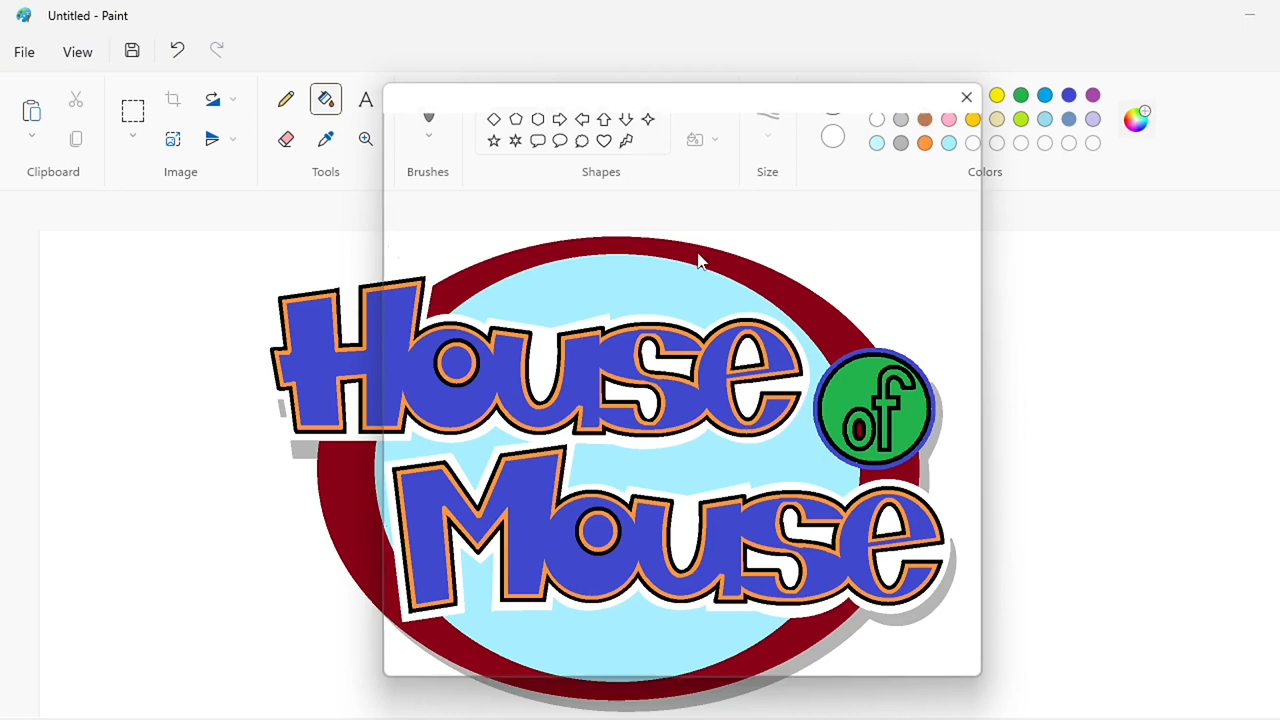 Untitled - Paint
File View
A
Clipboard Image Tools Brushes Shapes Size Colors
House
of
Mouse